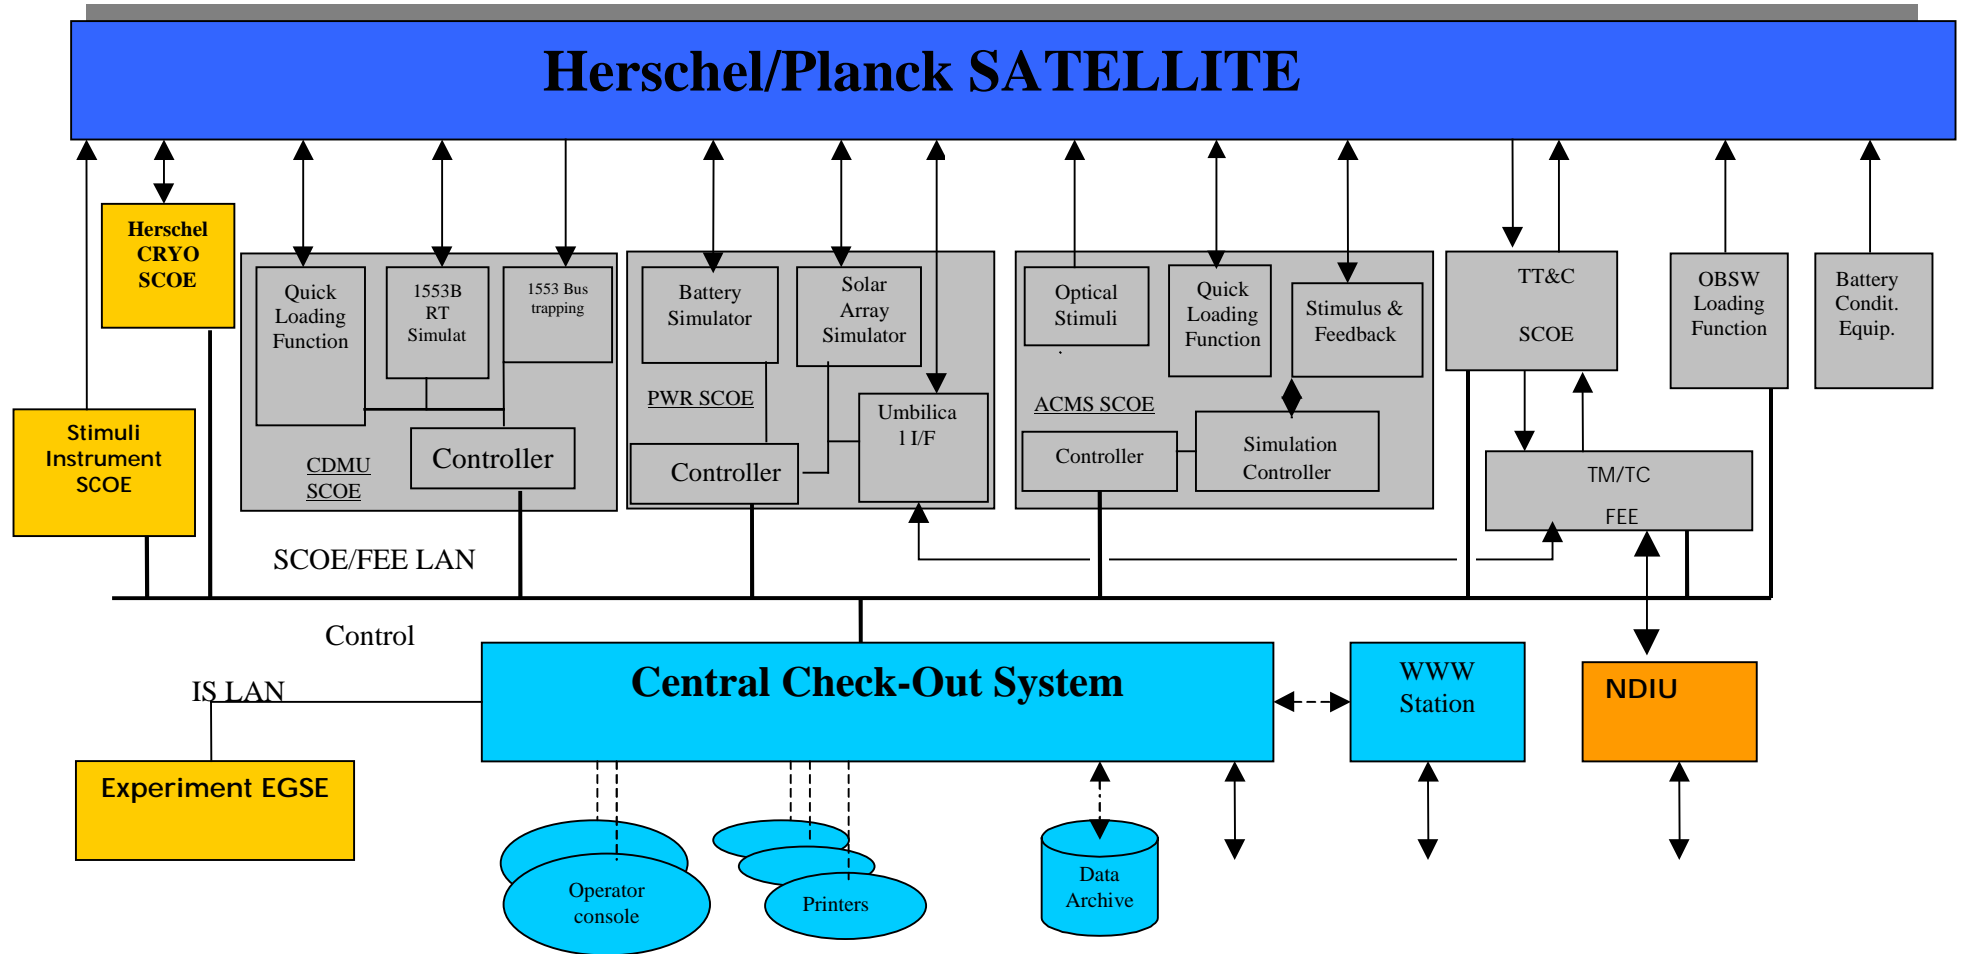 Herschel/Planck SATELLITE
Herschel
CRYO
SCOE
Stimuli
Instrument
SCOE
Quick
Loading
Function
1553B
RT
Simulat
1553 Bus
trapping
CDMU
SCOE
Controller
Battery
Simulator
Solar
Array
Simulator
PWR SCOE
Umbilica
l I/F
Controller
Optical
Stimuli
.
Quick
Loading
Function
Stimulus &
Feedback
ACMS SCOE
Controller
Simulation
Controller
TT&C
SCOE
TM/TC
FEE
OBSW
Loading
Function
Battery
Condit.
Equip.
SCOE/FEE LAN
Control
IS LAN
Central Check-Out System
WWW
Station
NDIU
Experiment EGSE
Operator
console
Printers
Data
Archive